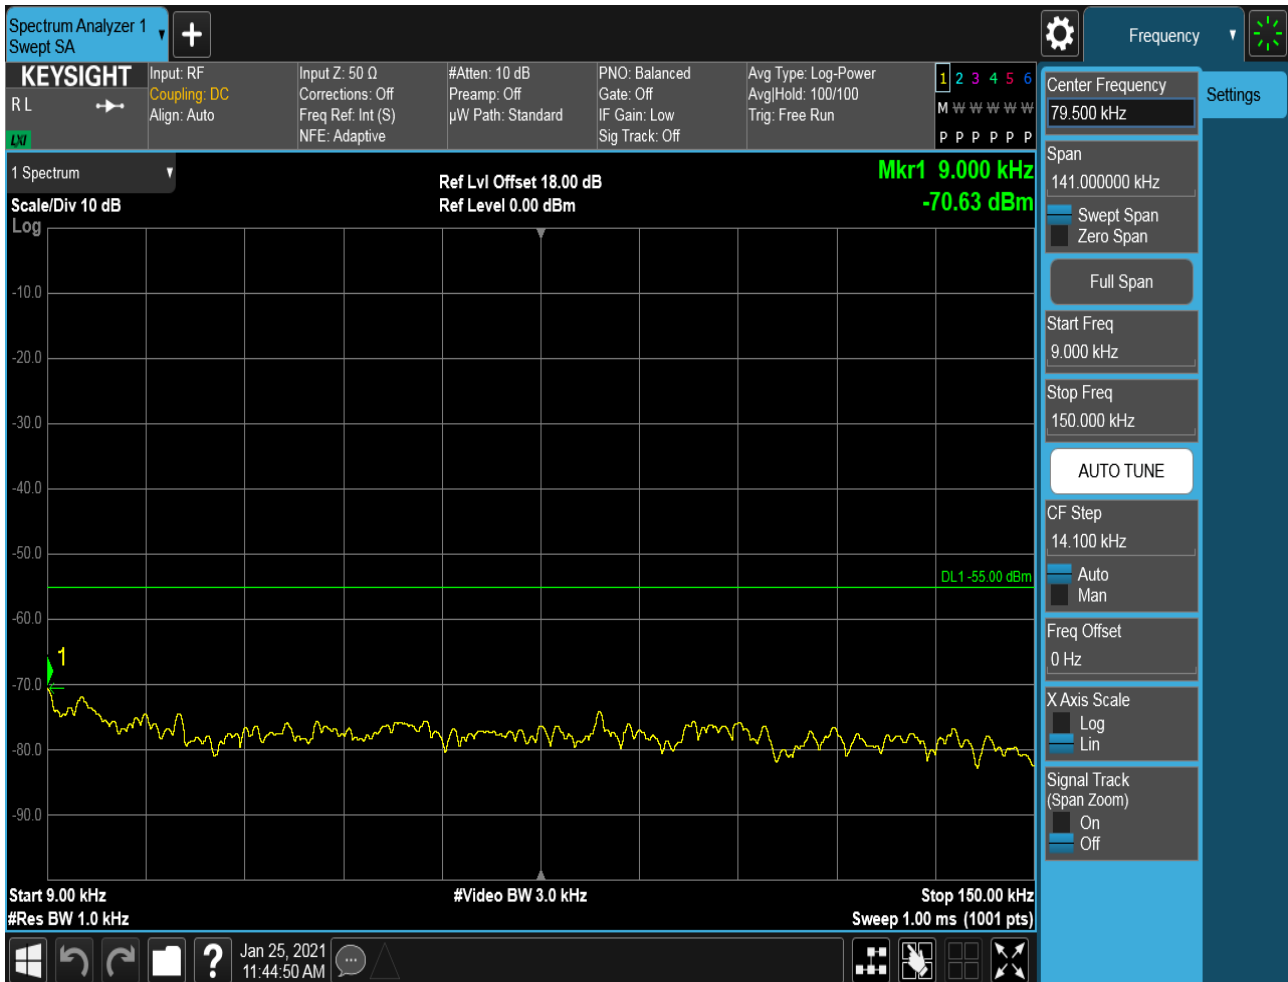 Spectrum Analyzer 1
Swept SA
Frequency
KEYSIGHT
R L
LXI
Input: RF
Coupling: DC
Align: Auto
Input Z: 50 Ω
Corrections: Off
Freq Ref: Int (S)
NFE: Adaptive
#Atten: 10 dB
Preamp: Off
µW Path: Standard
PNO: Balanced
Gate: Off
IF Gain: Low
Sig Track: Off
Avg Type: Log-Power
Avg|Hold: 100/100
Trig: Free Run
1 2 3 4 5 6
M W W W W W
P P P P P P
1 Spectrum
Scale/Div 10 dB
Log
Ref Lvl Offset 18.00 dB
Ref Level 0.00 dBm
Mkr1 9.000 kHz
-70.63 dBm
-10.0
-20.0
-30.0
-40.0
-50.0
DL1 -55.00 dBm
-60.0
1
-70.0
-80.0
-90.0
Start 9.00 kHz
#Res BW 1.0 kHz
#Video BW 3.0 kHz
Stop 150.00 kHz
Sweep 1.00 ms (1001 pts)
?
Jan 25, 2021
11:44:50 AM
Center Frequency
79.500 kHz
Settings
Span
141.000000 kHz
Swept Span
Zero Span
Full Span
Start Freq
9.000 kHz
Stop Freq
150.000 kHz
AUTO TUNE
CF Step
14.100 kHz
Auto
Man
Freq Offset
0 Hz
X Axis Scale
Log
Lin
Signal Track
(Span Zoom)
On
Off